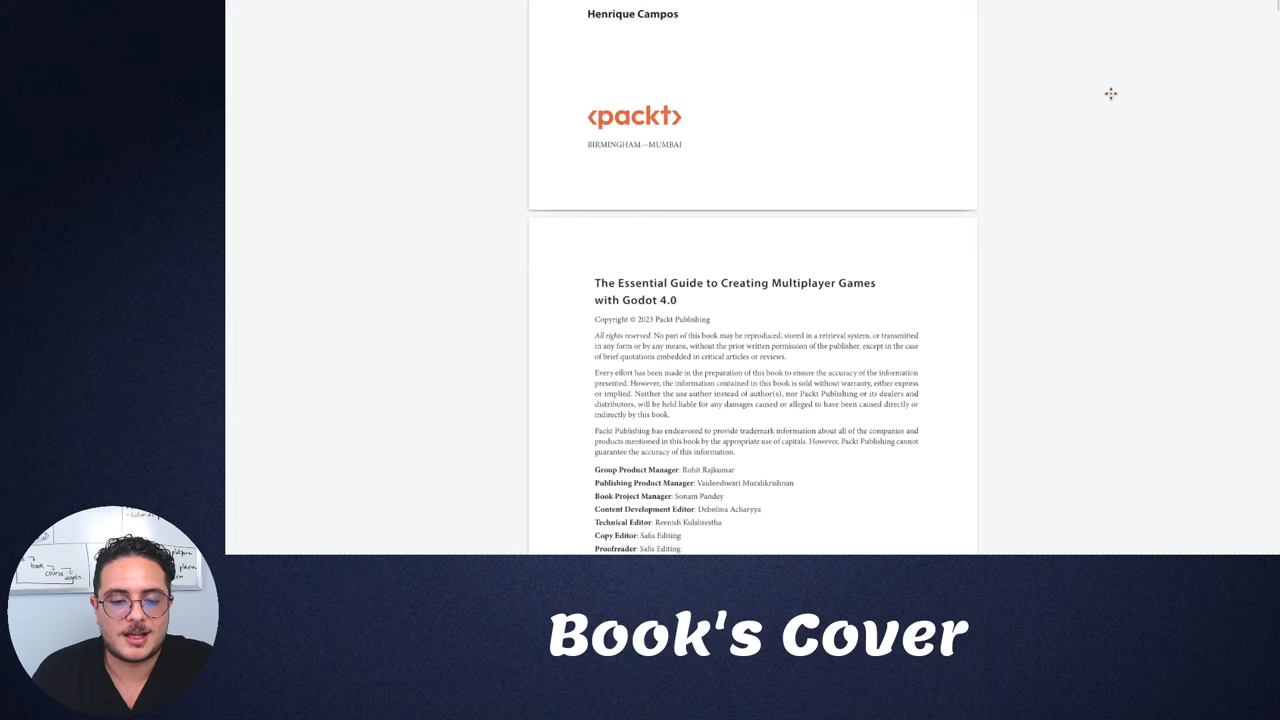 Henrique Campos
<packt>
BIRMINGHAM—MUMBAI
The Essential Guide to Creating Multiplayer Games
with Godot 4.0
Copyright © 2023 Packt Publishing
All rights reserved. No part of this book may be reproduced, stored in a retrieval system, or transmitted
in any form or by any means, without the prior written permission of the publisher, except in the case
of brief quotations embedded in critical articles or reviews.
Every effort has been made in the preparation of this book to ensure the accuracy of the information
presented. However, the information contained in this book is sold without warranty, either express
or implied. Neither the use author instead of author(s), nor Packt Publishing or its dealers and
distributors, will be held liable for any damages caused or alleged to have been caused directly or
indirectly by this book.
Packt Publishing has endeavored to provide trademark information about all of the companies and
products mentioned in this book by the appropriate use of capitals. However, Packt Publishing cannot
guarantee the accuracy of this information.
Group Product Manager: Rohit Rajkumar
Publishing Product Manager: Vaideeshwari Muralikrishnan
Book Project Manager: Sonam Pandey
Content Development Editor: Debolina Acharyya
Technical Editor: Reenish Kulshrestha
Copy Editor: Safis Editing
Proofreader: Safis Editing
book
course
assets
Book's Cover